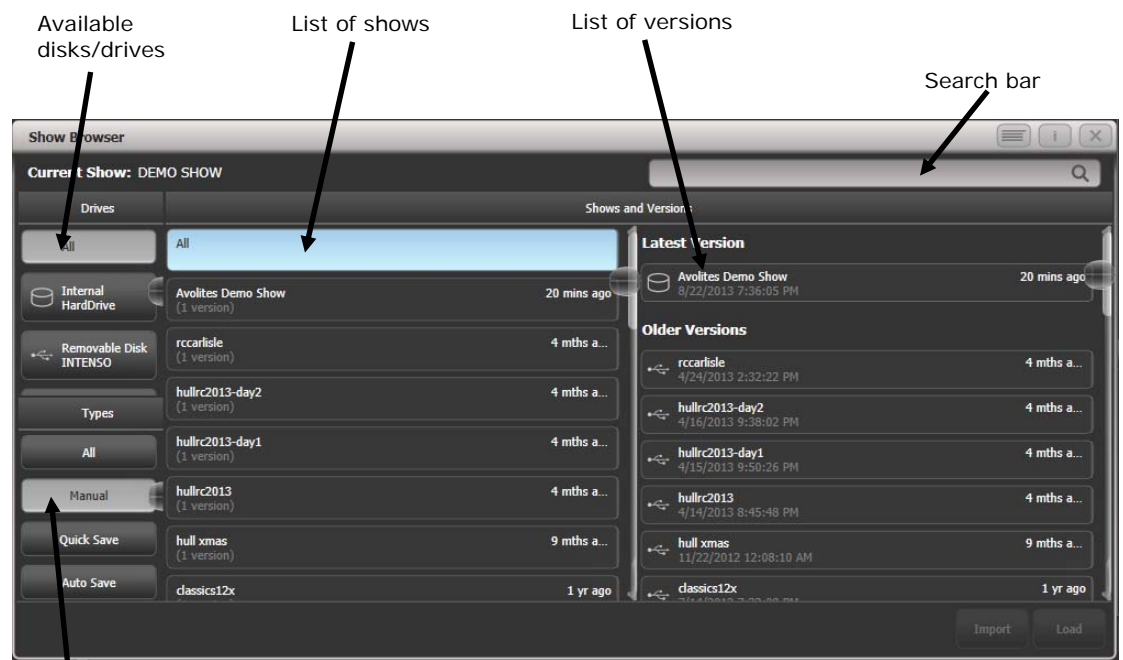 Available
disks/drives
List of shows
List of versions
Search bar
Show Browser
Current Show: DEMO SHOW
Drives
Shows and Versions
All
Internal
HardDrive
Removable Disk
INTENSO
Types
All
Manual
Quick Save
Auto Save
All
Avolites Demo Show 20 mins ago
(1 version)
rccarlisle 4 mths a...
(1 version)
hullrc2013-day2 4 mths a...
(1 version)
hullrc2013-day1 4 mths a...
(1 version)
hullrc2013 4 mths a...
(1 version)
hull xmas 9 mths a...
(1 version)
classics12x 1 yr ago
Latest Version
Avolites Demo Show 20 mins ago
8/22/2013 7:36:05 PM
Older Versions
rccarlisle 4 mths a...
4/24/2013 2:32:22 PM
hullrc2013-day2 4 mths a...
4/16/2013 9:38:02 PM
hullrc2013-day1 4 mths a...
4/15/2013 9:50:26 PM
hullrc2013 4 mths a...
4/14/2013 8:45:48 PM
hull xmas 9 mths a...
11/22/2012 12:08:10 AM
classics12x 1 yr ago
Import Load